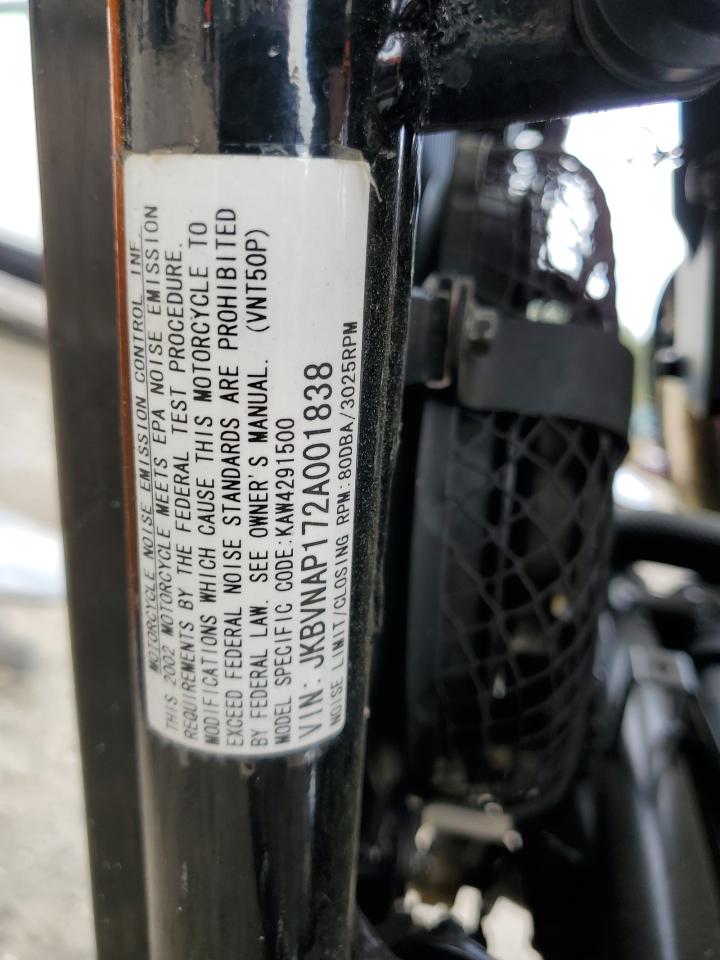 MOTORCYCLE NOISE EMISSION CONTROL INF.
THIS 2002 MOTORCYCLE MEETS EPA NOISE EMISSION
REQUIREMENTS BY THE FEDERAL TEST PROCEDURE.
MODIFICATIONS WHICH CAUSE THIS MOTORCYCLE TO
EXCEED FEDERAL NOISE STANDARDS ARE PROHIBITED
BY FEDERAL LAW. SEE OWNER'S MANUAL. (VNT50P)
MODEL SPECIFIC CODE:KAW4291500
VIN: JKBVNAP172A001838
NOISE LIMIT/CLOSING RPM:80DBA/3025RPM